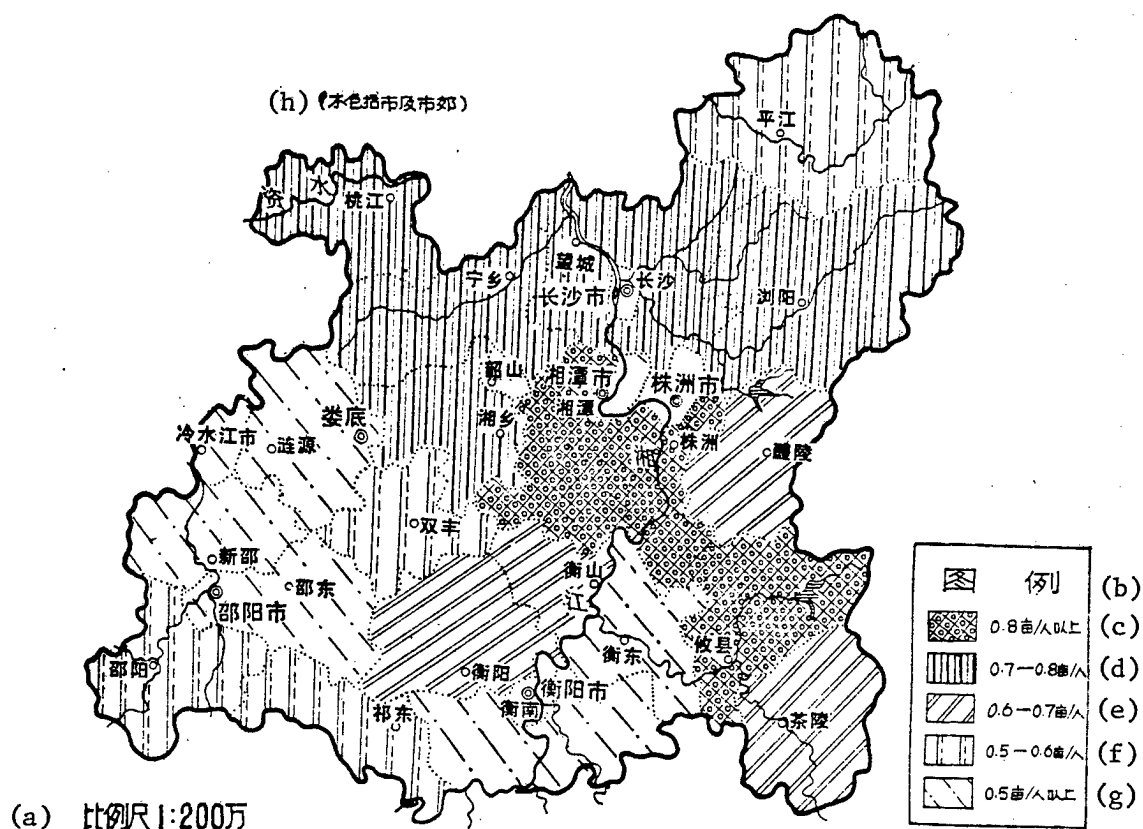 (h) (本色指市及市郊)
平江
资水
桃江
望城
宁乡
长沙市
长沙
浏阳
韶山
湘潭市
湘潭
株洲市
娄底
湘乡
湘
株洲
冷水江市
涟源
醴陵
双丰
新邵
邵东
衡山
江
邵阳市
衡东
攸县
邵阳
衡阳
衡阳市
祁东
衡南
茶陵
图 例 (b)
0.8亩/人以上 (c)
0.7—0.8亩/人 (d)
0.6—0.7亩/人 (e)
0.5—0.6亩/人 (f)
0.5亩/人以上 (g)
(a) 比例尺1:200万